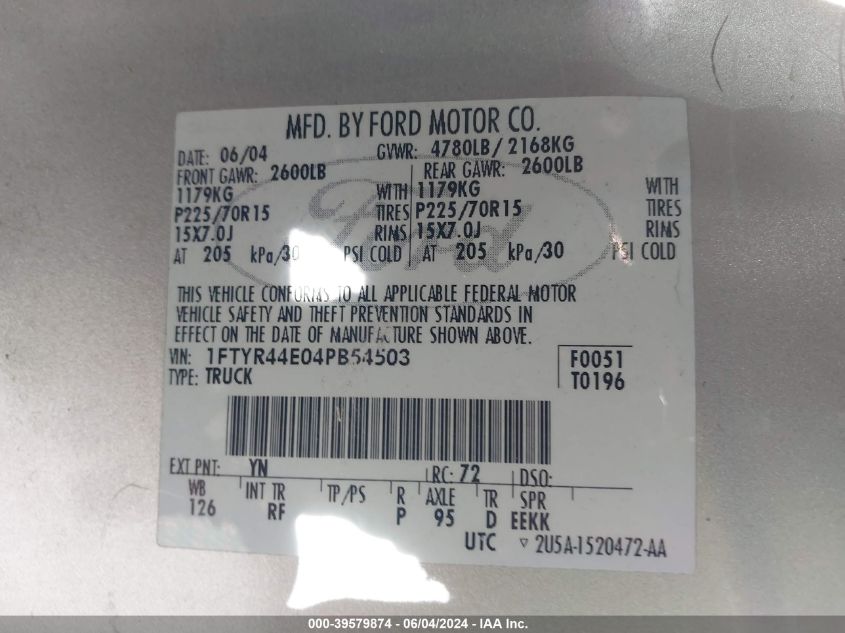 MFD. BY FORD MOTOR CO.
DATE: 06/04 GVWR: 4780LB/ 2168KG
FRONT GAWR: 2600LB REAR GAWR: 2600LB
1179KG WITH 1179KG WITH
P225/70R15 TIRES P225/70R15 TIRES
15X7.0J RIMS 15X7.0J RIMS
AT 205 kPa/30 PSI COLD AT 205 kPa/30 PSI COLD
Ford
THIS VEHICLE CONFORMS TO ALL APPLICABLE FEDERAL MOTOR
VEHICLE SAFETY AND THEFT PREVENTION STANDARDS IN
EFFECT ON THE DATE OF MANUFACTURE SHOWN ABOVE.
VIN: 1FTYR44E04PB54503 F0051
TYPE: TRUCK T0196
EXT PNT: YN RC: 72 DSO:
WB INT TR TP/PS R AXLE TR SPR
126 RF P 95 D EEKK
UTC ▽ 2U5A-1520472-AA
000-39579874 - 06/04/2024 - IAA Inc.